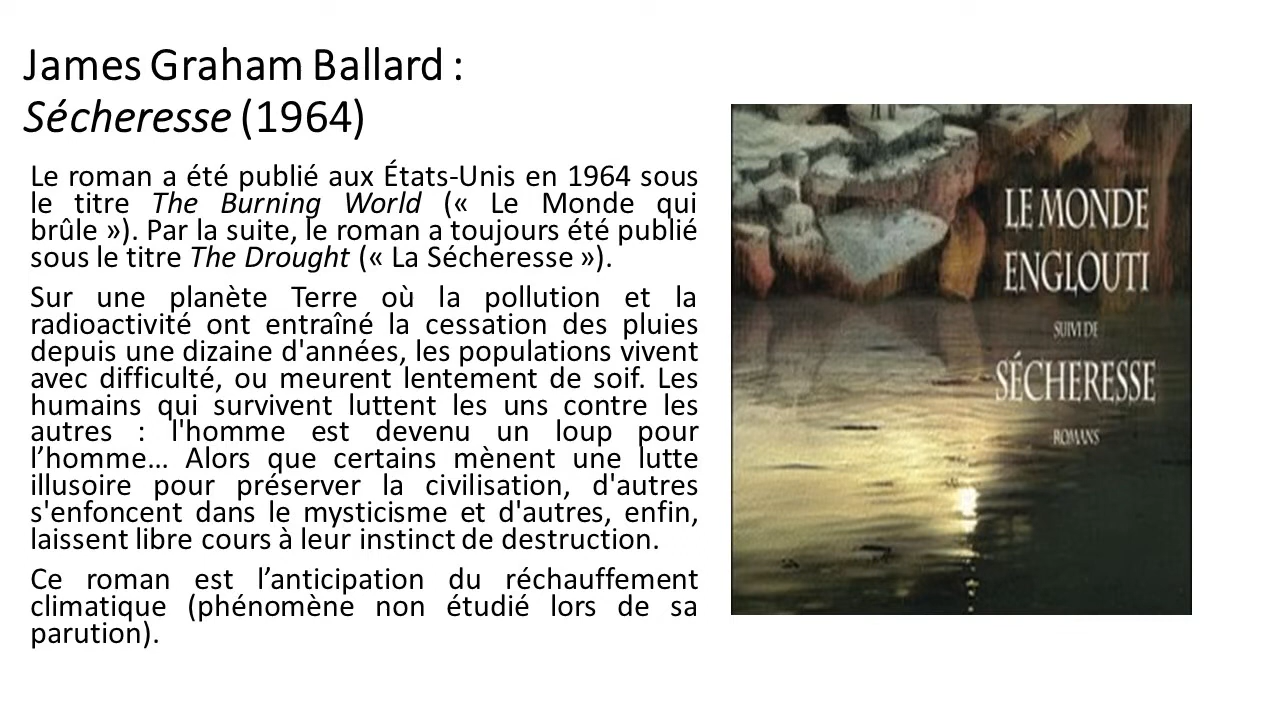 James Graham Ballard :
Sécheresse (1964)
Le roman a été publié aux États-Unis en 1964 sous
le titre The Burning World (« Le Monde qui
brûle »). Par la suite, le roman a toujours été publié
sous le titre The Drought (« La Sécheresse »).
Sur une planète Terre où la pollution et la
radioactivité ont entraîné la cessation des pluies
depuis une dizaine d'années, les populations vivent
avec difficulté, ou meurent lentement de soif. Les
humains qui survivent luttent les uns contre les
autres : l'homme est devenu un loup pour
l’homme… Alors que certains mènent une lutte
illusoire pour préserver la civilisation, d'autres
s'enfoncent dans le mysticisme et d'autres, enfin,
laissent libre cours à leur instinct de destruction.
Ce roman est l’anticipation du réchauffement
climatique (phénomène non étudié lors de sa
parution).
LE MONDE
ENGLOUTI
SUIVI DE
SÉCHERESSE
ROMANS